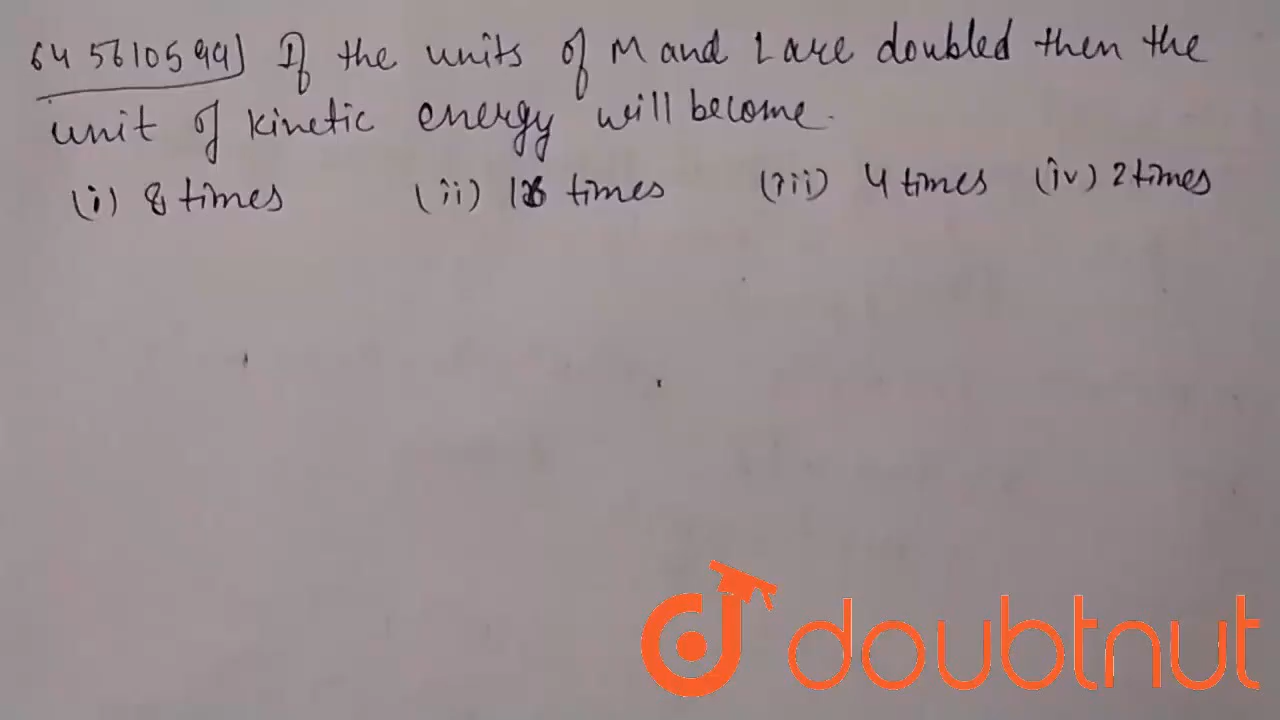 645610599) If the units of M and L are doubled then the
unit of kinetic energy will become.
(i) 8 times (ii) 16 times (iii) 4 times (iv) 2 times
doubtnut